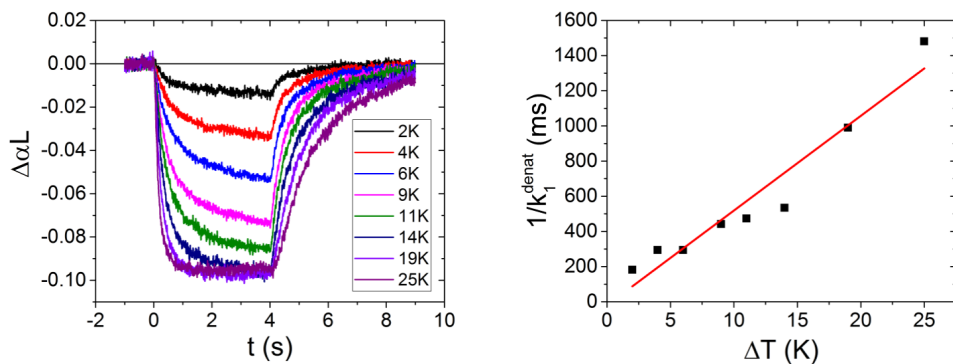 0.02
0.00
-0.02
-0.04
-0.06
-0.08
-0.10
ΔαL
-2 0 2 4 6 8 10
t (s)
2K
4K
6K
9K
11K
14K
19K
25K
1600
1400
1200
1000
800
600
400
200
0
1/k₁^denat (ms)
0 5 10 15 20 25
ΔT (K)